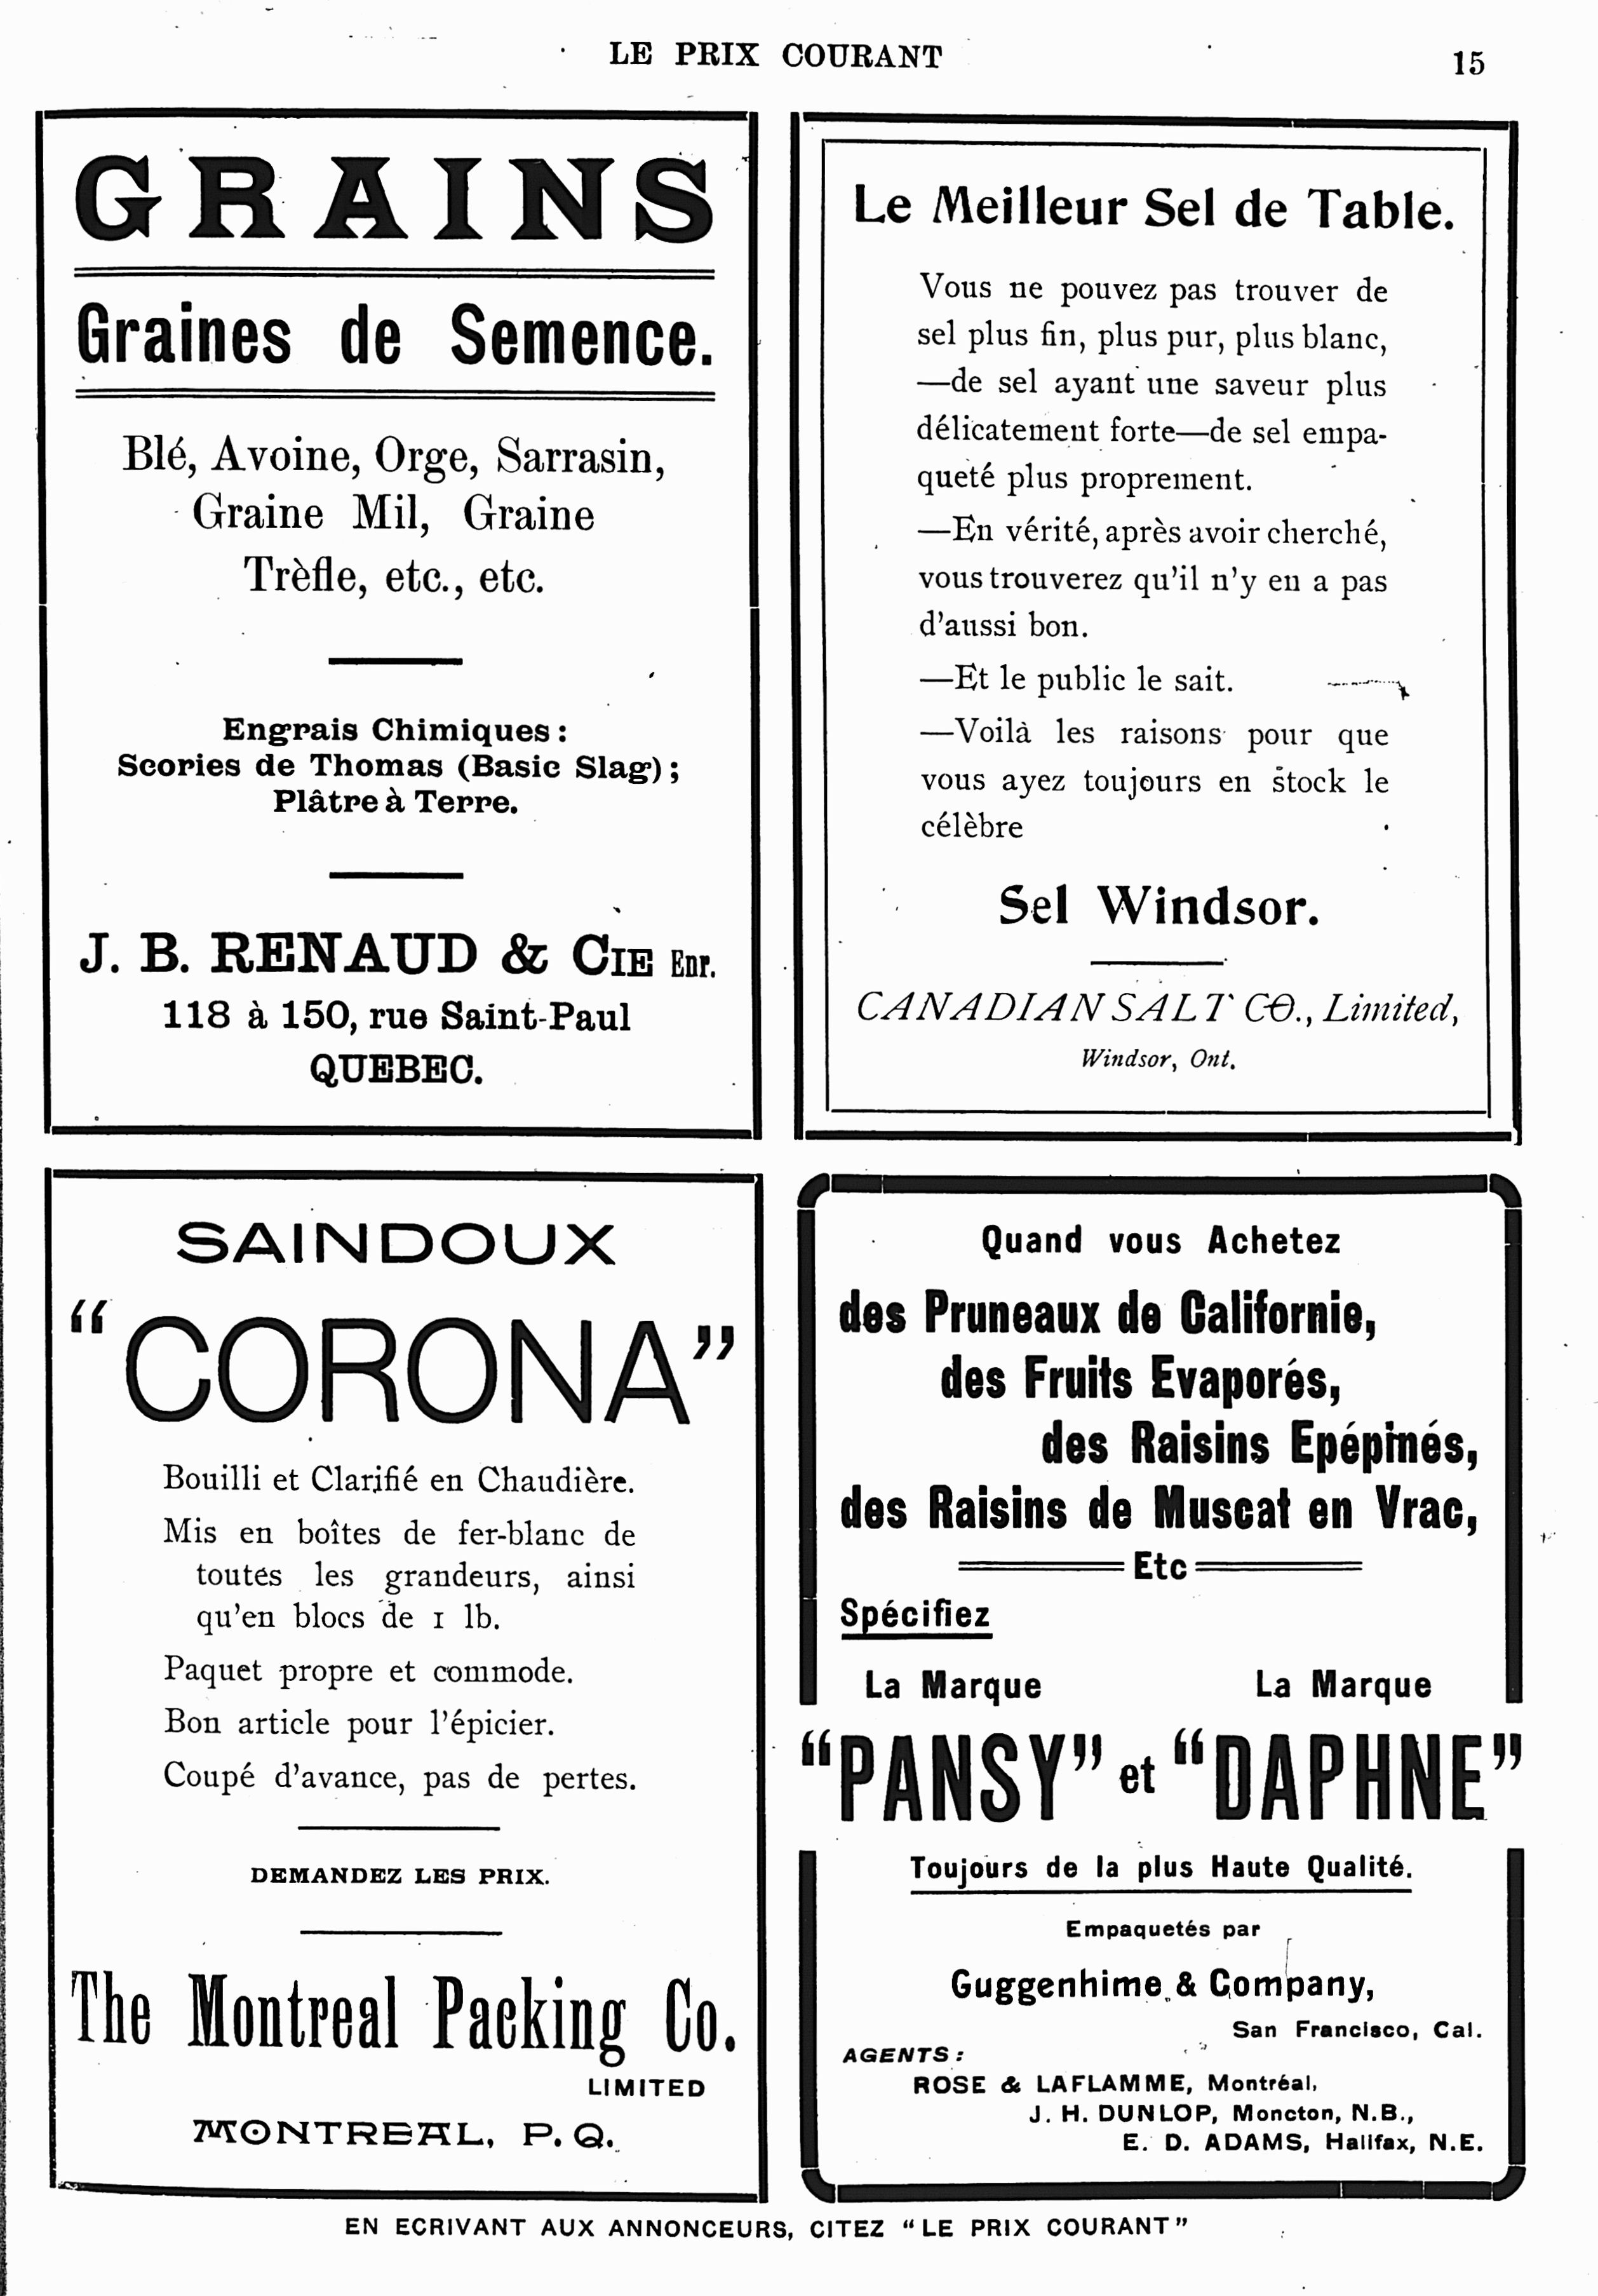 LE PRIX COURANT
15
GRAINS
Graines de Semence.
Blé, Avoine, Orge, Sarrasin,
Graine Mil, Graine
Trèfle, etc., etc.
Engrais Chimiques :
Scories de Thomas (Basic Slag) ;
Plâtre à Terre.
J. B. RENAUD & CIE Enr.
118 à 150, rue Saint-Paul
QUEBEC.
Le Meilleur Sel de Table.
Vous ne pouvez pas trouver de
sel plus fin, plus pur, plus blanc,
—de sel ayant une saveur plus
délicatement forte—de sel empa-
queté plus proprement.
—En vérité, après avoir cherché,
vous trouverez qu'il n'y en a pas
d'aussi bon.
—Et le public le sait.
—Voilà les raisons pour que
vous ayez toujours en stock le
célèbre
Sel Windsor.
CANADIAN SALT CO., Limited,
Windsor, Ont.
SAINDOUX
"CORONA"
Bouilli et Clarifié en Chaudière.
Mis en boîtes de fer-blanc de
toutes les grandeurs, ainsi
qu'en blocs de 1 lb.
Paquet propre et commode.
Bon article pour l'épicier.
Coupé d'avance, pas de pertes.
DEMANDEZ LES PRIX.
The Montreal Packing Co.
LIMITED
MONTREAL, P. Q.
Quand vous Achetez
des Pruneaux de Californie,
des Fruits Evaporés,
des Raisins Epépinés,
des Raisins de Muscat en Vrac,
Etc
Spécifiez
La Marque La Marque
"PANSY" et "DAPHNE"
Toujours de la plus Haute Qualité.
Empaquetés par
Guggenhime & Company,
San Francisco, Cal.
AGENTS :
ROSE & LAFLAMME, Montréal,
J. H. DUNLOP, Moncton, N.B.,
E. D. ADAMS, Halifax, N.E.
EN ECRIVANT AUX ANNONCEURS, CITEZ "LE PRIX COURANT"